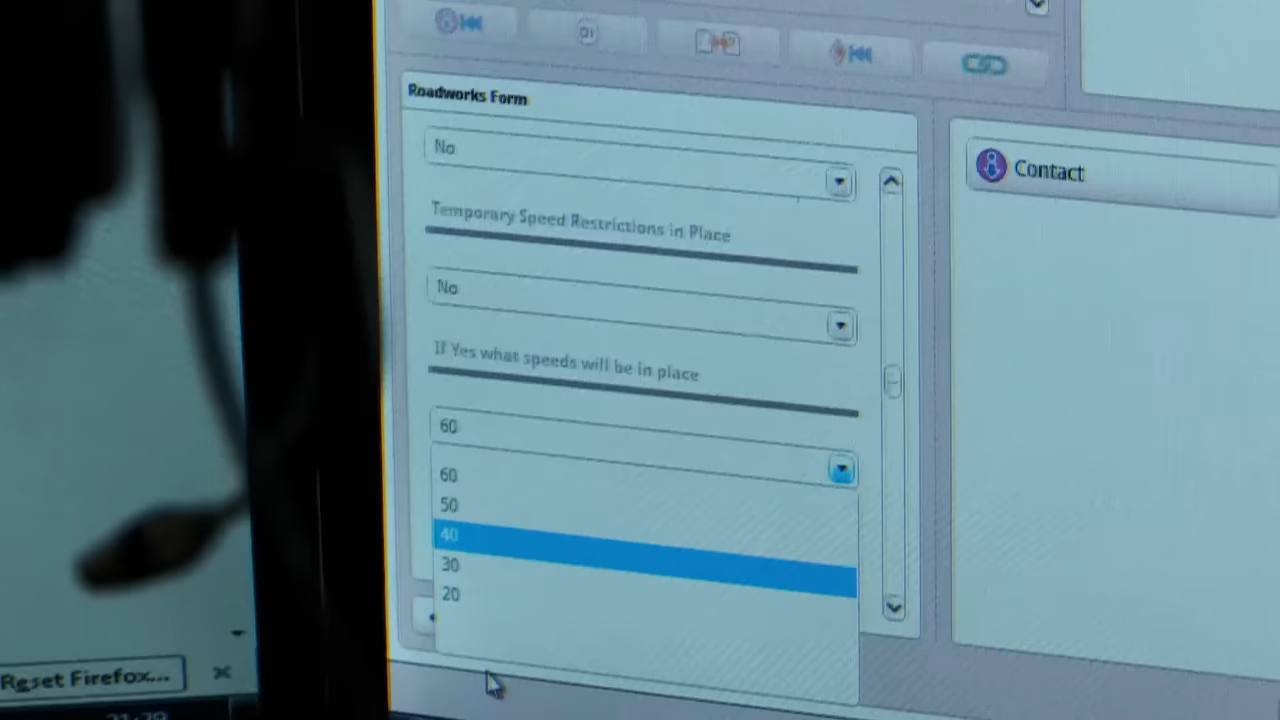 Roadworks Form
No
Temporary Speed Restrictions in Place
No
If Yes what speeds will be in place
60
60
50
40
30
20
Contact
Reset Firefox...